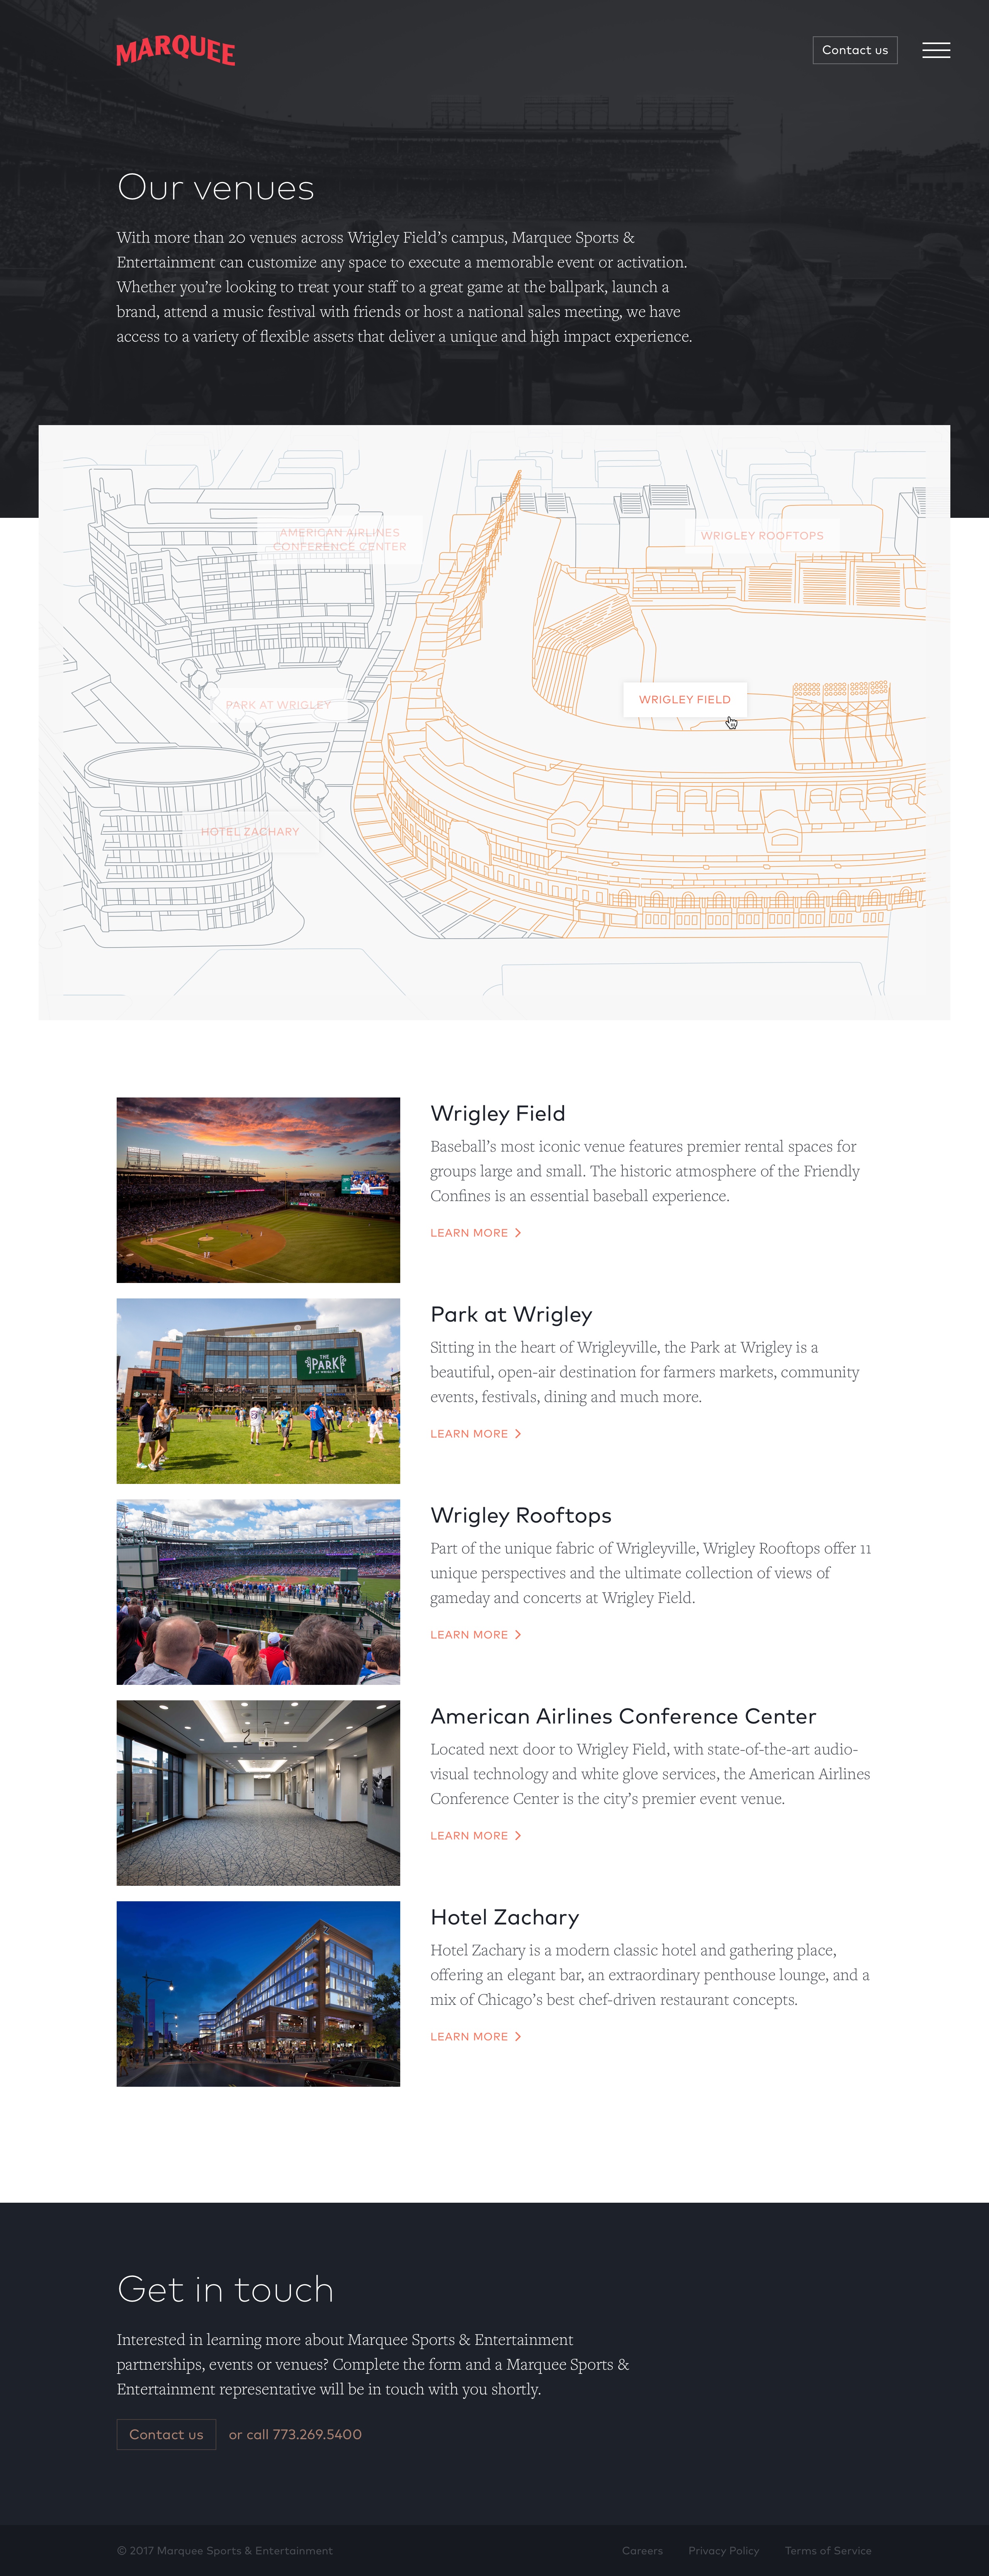 MARQUEE
Contact us
Our venues
With more than 20 venues across Wrigley Field’s campus, Marquee Sports &
Entertainment can customize any space to execute a memorable event or activation.
Whether you’re looking to treat your staff to a great game at the ballpark, launch a
brand, attend a music festival with friends or host a national sales meeting, we have
access to a variety of flexible assets that deliver a unique and high impact experience.
AMERICAN AIRLINES
CONFERENCE CENTER
WRIGLEY ROOFTOPS
PARK AT WRIGLEY
WRIGLEY FIELD
HOTEL ZACHARY
Wrigley Field
Baseball’s most iconic venue features premier rental spaces for
groups large and small. The historic atmosphere of the Friendly
Confines is an essential baseball experience.
LEARN MORE
Park at Wrigley
Sitting in the heart of Wrigleyville, the Park at Wrigley is a
beautiful, open-air destination for farmers markets, community
events, festivals, dining and much more.
LEARN MORE
THE
PARK
AT WRIGLEY
Wrigley Rooftops
Part of the unique fabric of Wrigleyville, Wrigley Rooftops offer 11
unique perspectives and the ultimate collection of views of
gameday and concerts at Wrigley Field.
LEARN MORE
American Airlines Conference Center
Located next door to Wrigley Field, with state-of-the-art audio-
visual technology and white glove services, the American Airlines
Conference Center is the city’s premier event venue.
LEARN MORE
Hotel Zachary
Hotel Zachary is a modern classic hotel and gathering place,
offering an elegant bar, an extraordinary penthouse lounge, and a
mix of Chicago’s best chef-driven restaurant concepts.
LEARN MORE
Get in touch
Interested in learning more about Marquee Sports & Entertainment
partnerships, events or venues? Complete the form and a Marquee Sports &
Entertainment representative will be in touch with you shortly.
Contact us or call 773.269.5400
© 2017 Marquee Sports & Entertainment Careers Privacy Policy Terms of Service